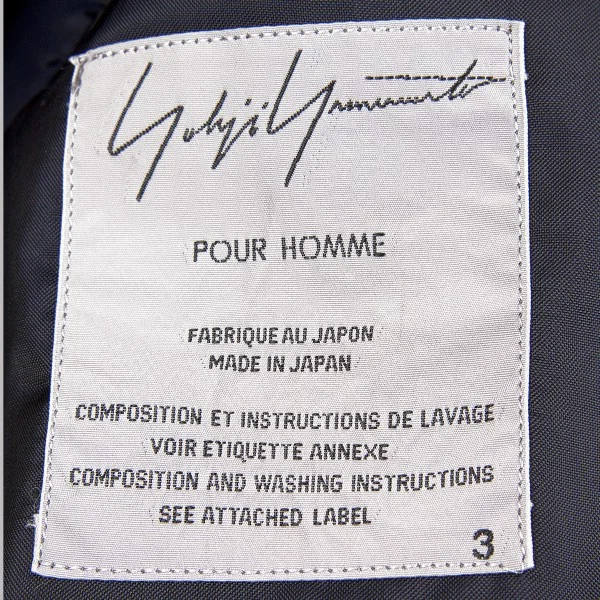 Yohji Yamamoto
POUR HOMME
FABRIQUE AU JAPON
MADE IN JAPAN
COMPOSITION ET INSTRUCTIONS DE LAVAGE
VOIR ETIQUETTE ANNEXE
COMPOSITION AND WASHING INSTRUCTIONS
SEE ATTACHED LABEL
3